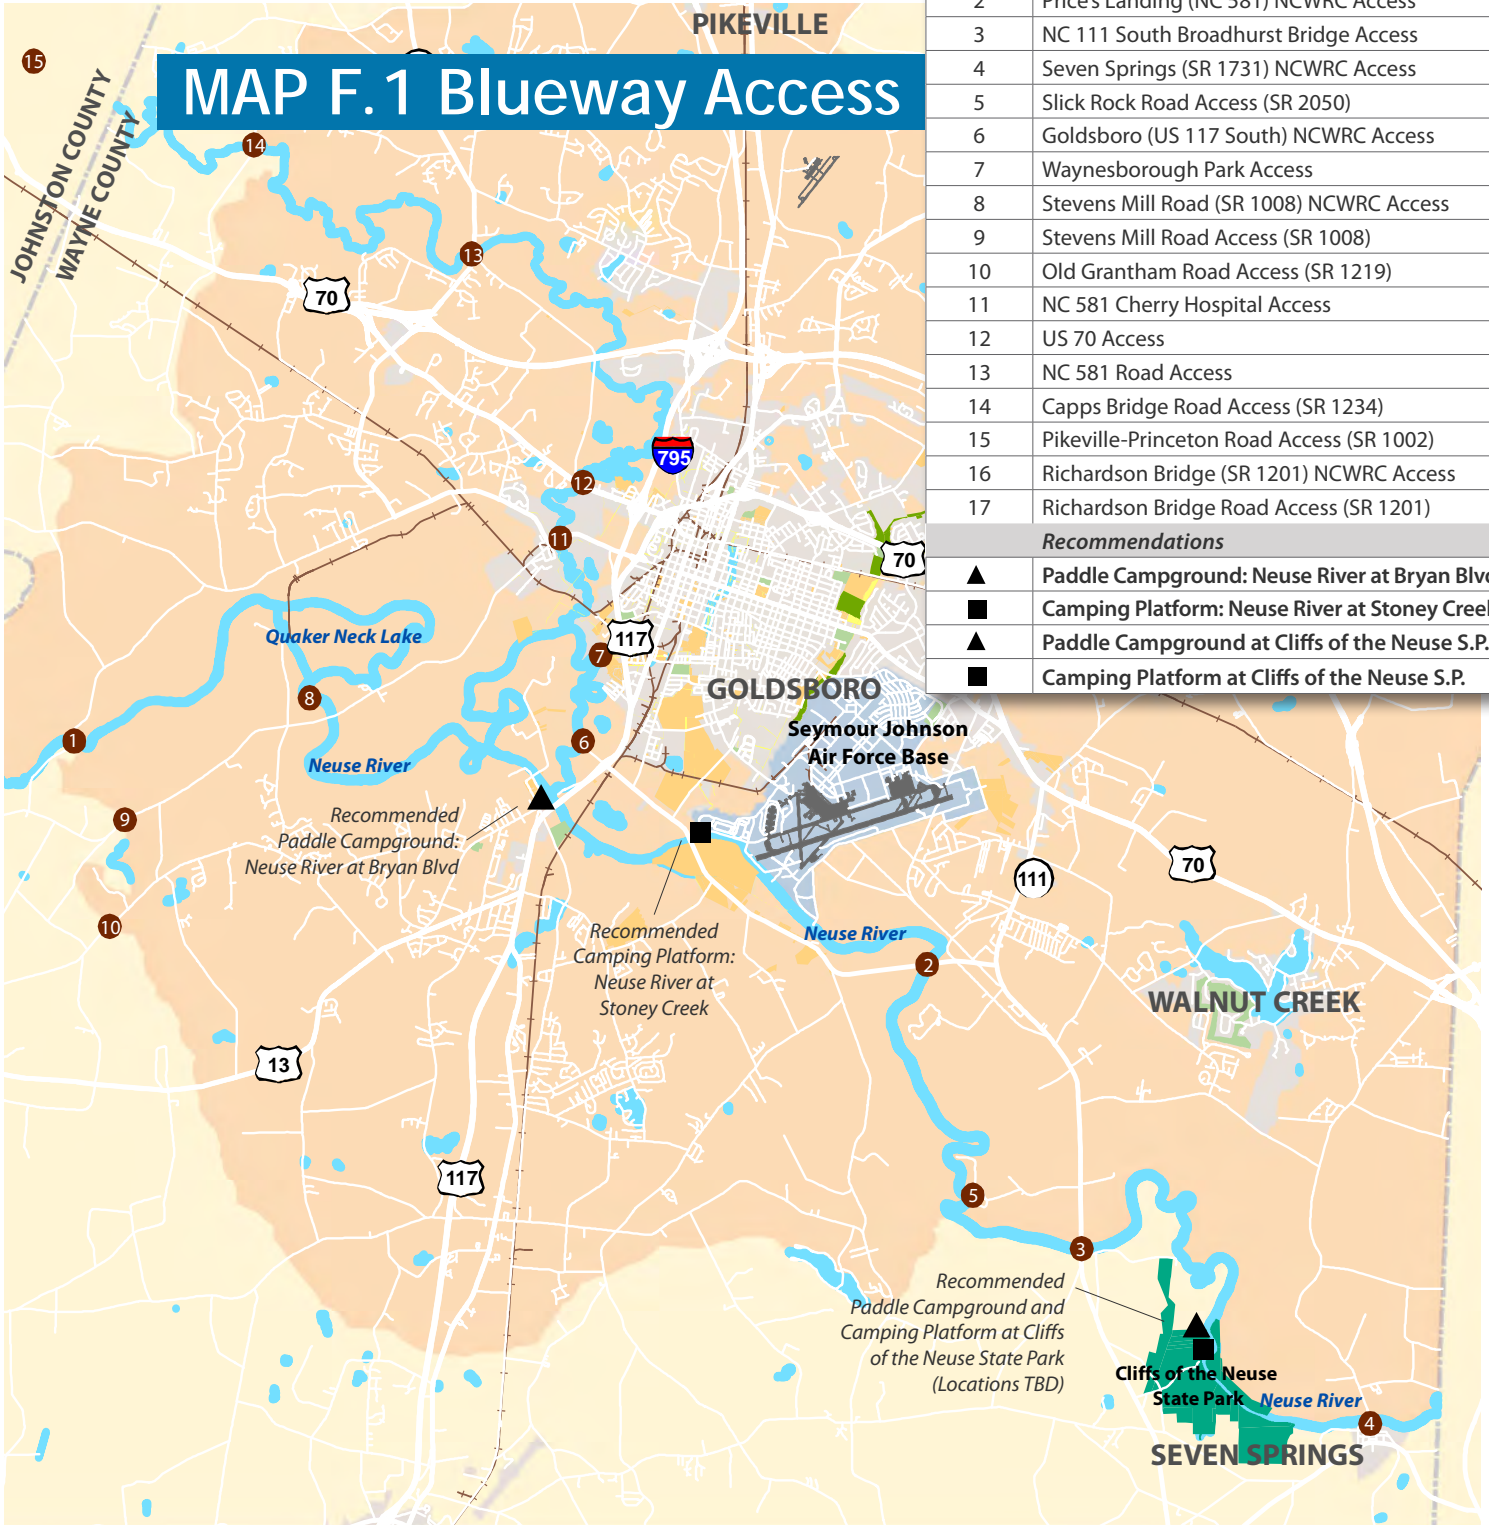 PIKEVILLE
MAP F.1 Blueway Access
JOHNSTON COUNTY
WAYNE COUNTY
2 Price's Landing (NC 581) NCWRC Access
3 NC 111 South Broadhurst Bridge Access
4 Seven Springs (SR 1731) NCWRC Access
5 Slick Rock Road Access (SR 2050)
6 Goldsboro (US 117 South) NCWRC Access
7 Waynesborough Park Access
8 Stevens Mill Road (SR 1008) NCWRC Access
9 Stevens Mill Road Access (SR 1008)
10 Old Grantham Road Access (SR 1219)
11 NC 581 Cherry Hospital Access
12 US 70 Access
13 NC 581 Road Access
14 Capps Bridge Road Access (SR 1234)
15 Pikeville-Princeton Road Access (SR 1002)
16 Richardson Bridge (SR 1201) NCWRC Access
17 Richardson Bridge Road Access (SR 1201)
Recommendations
Paddle Campground: Neuse River at Bryan Blvd
Camping Platform: Neuse River at Stoney Creek
Paddle Campground at Cliffs of the Neuse S.P.
Camping Platform at Cliffs of the Neuse S.P.
15
14
13
70
795
12
11
70
Quaker Neck Lake
117
7
8
GOLDSBORO
1
6
Seymour Johnson
Air Force Base
Neuse River
9
Recommended
Paddle Campground:
Neuse River at Bryan Blvd
70
111
10
Recommended
Camping Platform:
Neuse River at
Stoney Creek
Neuse River
2
WALNUT CREEK
13
117
5
3
Recommended
Paddle Campground and
Camping Platform at Cliffs
of the Neuse State Park
(Locations TBD)
Cliffs of the Neuse
State Park
Neuse River
4
SEVEN SPRINGS